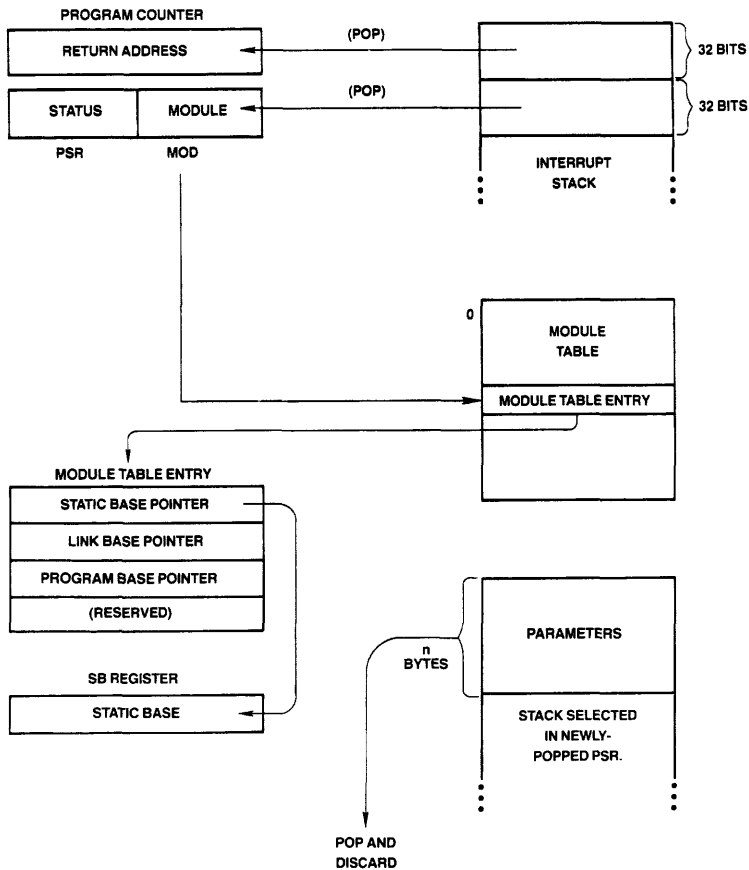 PROGRAM COUNTER
RETURN ADDRESS
(POP)
32 BITS
STATUS
MODULE
(POP)
32 BITS
PSR
MOD
INTERRUPT
STACK
0
MODULE
TABLE
MODULE TABLE ENTRY
MODULE TABLE ENTRY
STATIC BASE POINTER
LINK BASE POINTER
PROGRAM BASE POINTER
(RESERVED)
PARAMETERS
n
BYTES
SB REGISTER
STATIC BASE
STACK SELECTED
IN NEWLY-
POPPED PSR.
POP AND
DISCARD